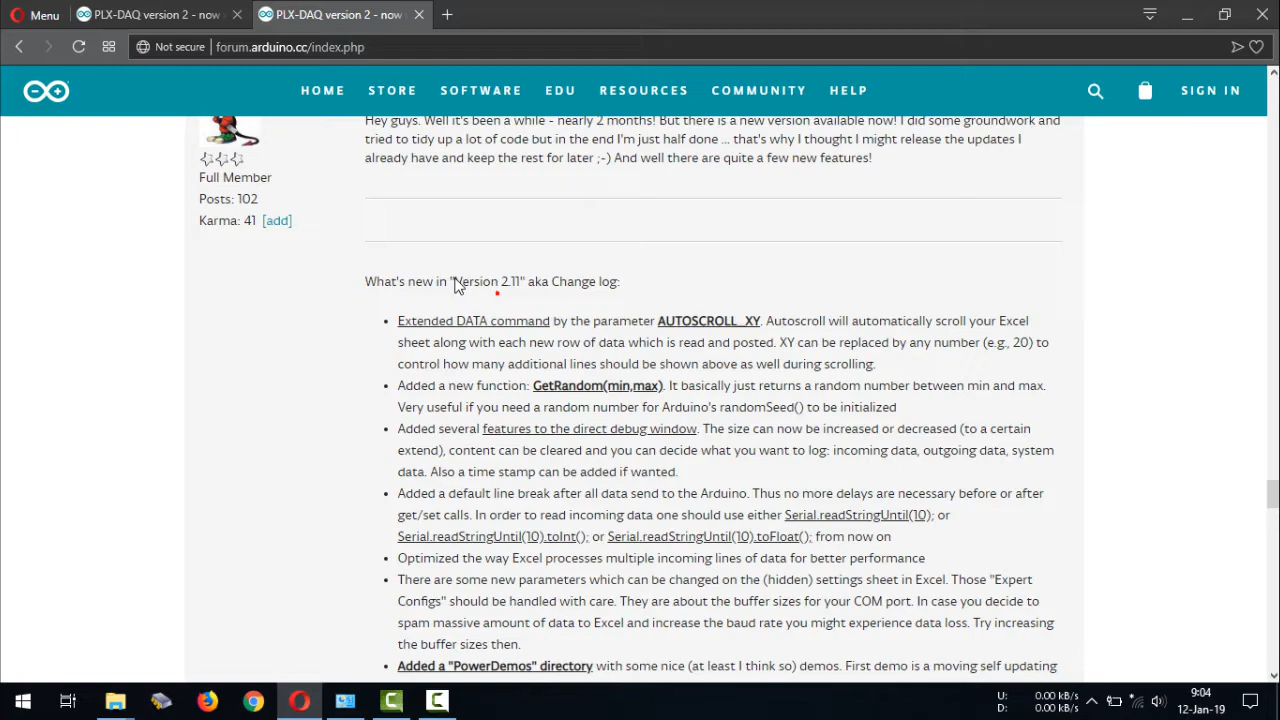 Menu
PLX-DAQ version 2 - now
PLX-DAQ version 2 - now
Not secure
forum.arduino.cc/index.php
HOME STORE SOFTWARE EDU RESOURCES COMMUNITY HELP
SIGN IN
Hey guys. Well it's been a while - nearly 2 months! But there is a new version available now! I did some groundwork and
tried to tidy up a lot of code but in the end I'm just half done ... that's why I thought I might release the updates I
already have and keep the rest for later ;-) And well there are quite a few new features!
Full Member
Posts: 102
Karma: 41 [add]
What's new in "Version 2.11" aka Change log:
• Extended DATA command by the parameter AUTOSCROLL_XY. Autoscroll will automatically scroll your Excel
sheet along with each new row of data which is read and posted. XY can be replaced by any number (e.g., 20) to
control how many additional lines should be shown above as well during scrolling.
• Added a new function: GetRandom(min,max). It basically just returns a random number between min and max.
Very useful if you need a random number for Arduino's randomSeed() to be initialized
• Added several features to the direct debug window. The size can now be increased or decreased (to a certain
extend), content can be cleared and you can decide what you want to log: incoming data, outgoing data, system
data. Also a time stamp can be added if wanted.
• Added a default line break after all data send to the Arduino. Thus no more delays are necessary before or after
get/set calls. In order to read incoming data one should use either Serial.readStringUntil(10); or
Serial.readStringUntil(10).toInt(); or Serial.readStringUntil(10).toFloat(); from now on
• Optimized the way Excel processes multiple incoming lines of data for better performance
• There are some new parameters which can be changed on the (hidden) settings sheet in Excel. Those "Expert
Configs" should be handled with care. They are about the buffer sizes for your COM port. In case you decide to
spam massive amount of data to Excel and increase the baud rate you might experience data loss. Try increasing
the buffer sizes then.
• Added a "PowerDemos" directory with some nice (at least I think so) demos. First demo is a moving self updating
U: 0.00 kB/s
D: 0.00 kB/s
9:04
12-Jan-19